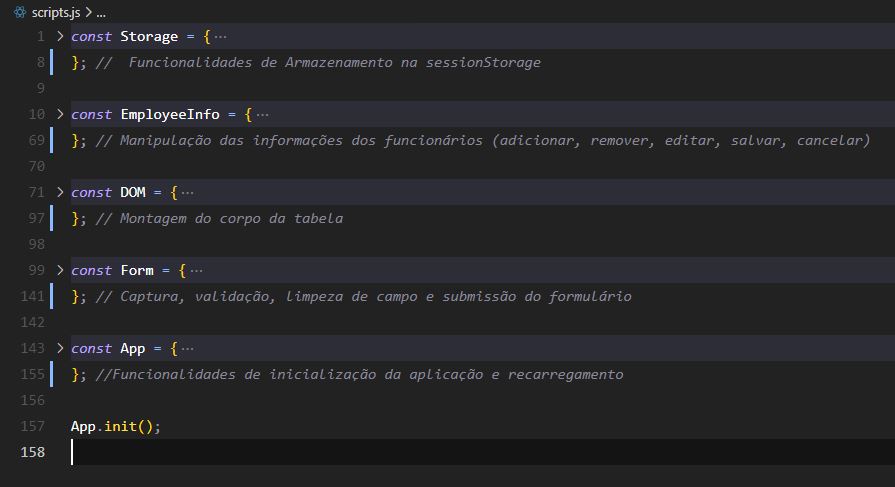 scripts.js > ...
1 > const Storage = { ···
8 }; //  Funcionalidades de Armazenamento na sessionStorage
9
10 > const EmployeeInfo = { ···
69 }; // Manipulação das informações dos funcionários (adicionar, remover, editar, salvar, cancelar)
70
71 > const DOM = { ···
97 }; // Montagem do corpo da tabela
98
99 > const Form = { ···
141 }; // Captura, validação, limpeza de campo e submissão do formulário
142
143 > const App = { ···
155 }; //Funcionalidades de inicialização da aplicação e recarregamento
156
157 App.init();
158